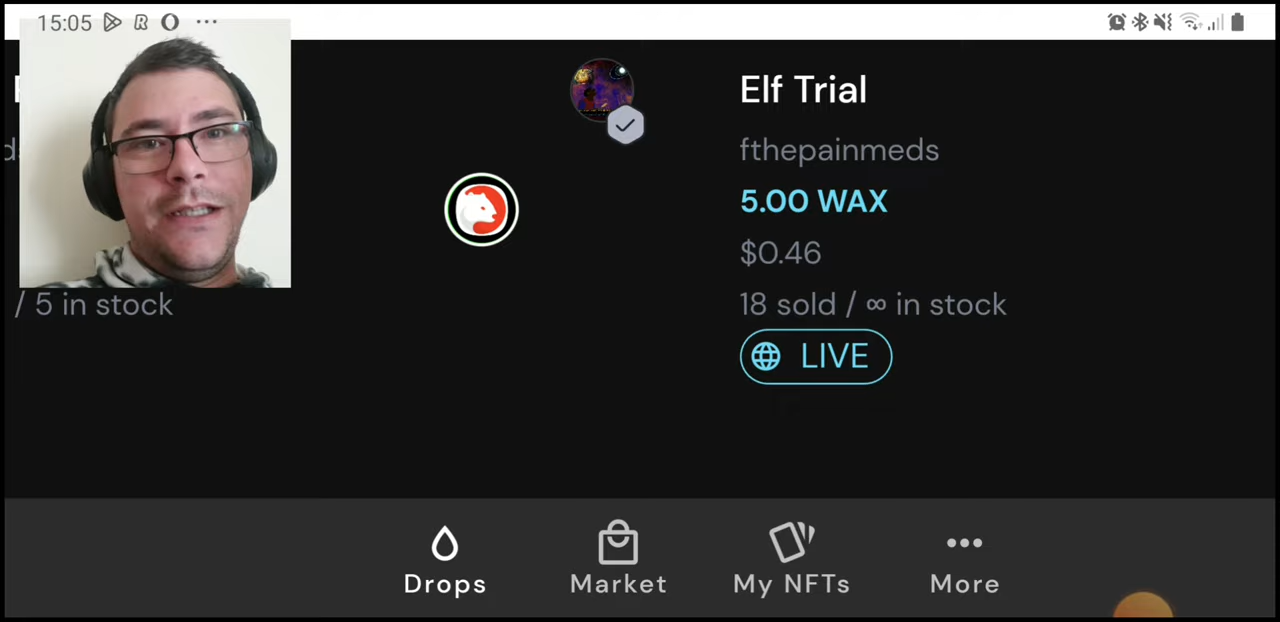 15:05
Elf Trial
fthepainmeds
5.00 WAX
$0.46
/ 5 in stock
18 sold / ∞ in stock
LIVE
Drops
Market
My NFTs
More